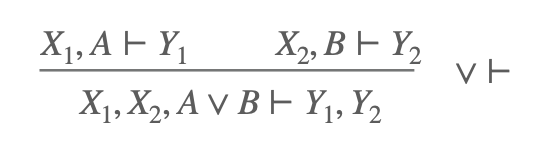 X₁, A ⊢ Y₁ X₂, B ⊢ Y₂
∨ ⊢
X₁, X₂, A ∨ B ⊢ Y₁, Y₂